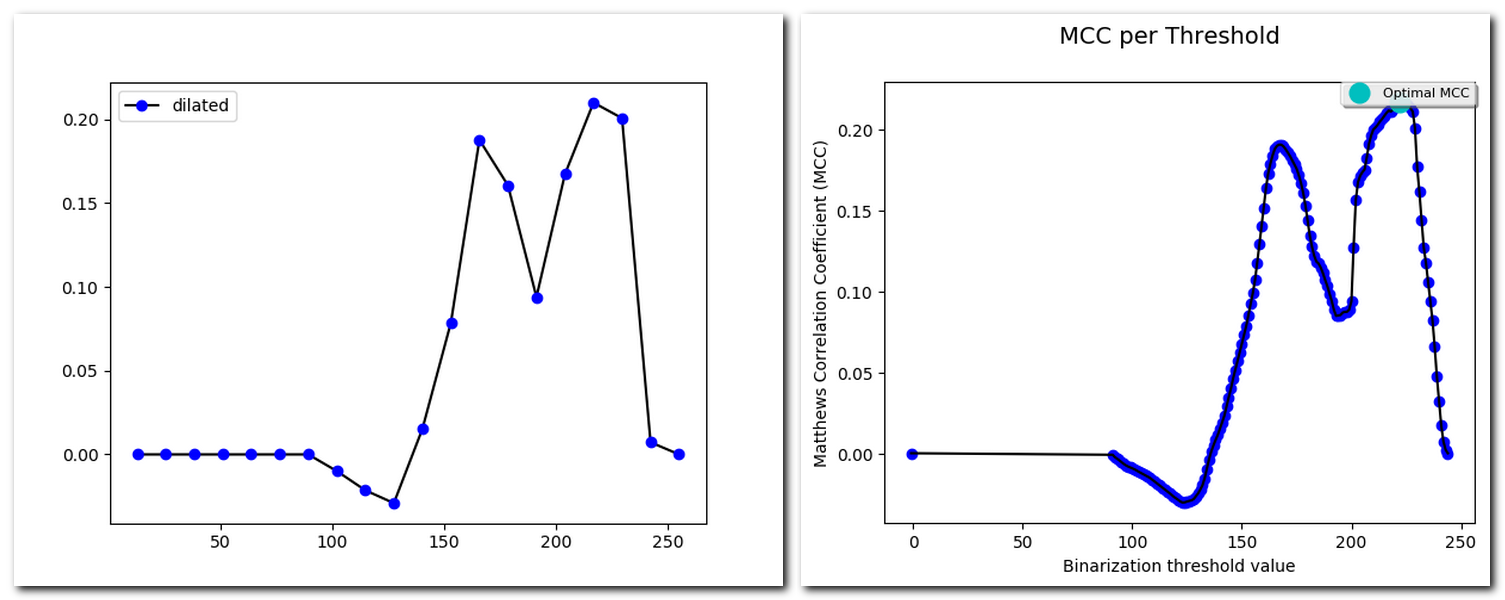 dilated
0.20
0.15
0.10
0.05
0.00
50 100 150 200 250
MCC per Threshold
Optimal MCC
Matthews Correlation Coefficient (MCC)
0.20
0.15
0.10
0.05
0.00
0 50 100 150 200 250
Binarization threshold value